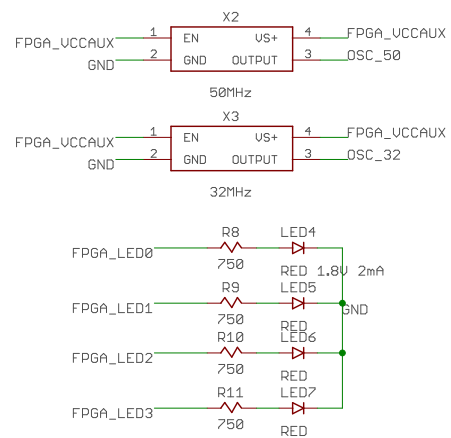 X2
FPGA_VCCAUX 1 EN VS+ 4 FPGA_VCCAUX
GND 2 GND OUTPUT 3 OSC_50
50MHz
X3
FPGA_VCCAUX 1 EN VS+ 4 FPGA_VCCAUX
GND 2 GND OUTPUT 3 OSC_32
32MHz
R8 LED4
FPGA_LED0
750 RED 1.8V 2mA
R9 LED5
FPGA_LED1 GND
750 RED
R10 LED6
FPGA_LED2
750 RED
R11 LED7
FPGA_LED3
750 RED